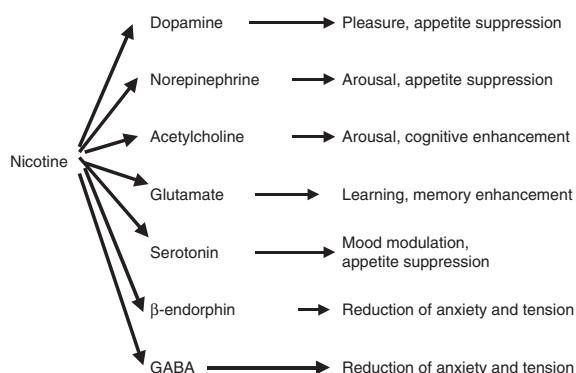 Dopamine
Pleasure, appetite suppression
Norepinephrine
Arousal, appetite suppression
Acetylcholine
Arousal, cognitive enhancement
Nicotine
Glutamate
Learning, memory enhancement
Serotonin
Mood modulation,
appetite suppression
β-endorphin
Reduction of anxiety and tension
GABA
Reduction of anxiety and tension